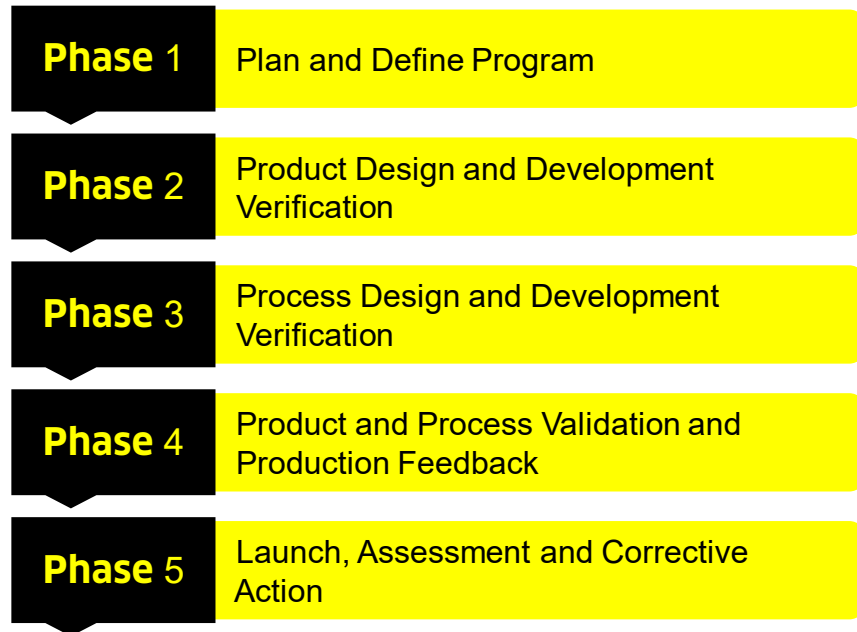 Phase 1
Plan and Define Program
Phase 2
Product Design and Development
Verification
Phase 3
Process Design and Development
Verification
Phase 4
Product and Process Validation and
Production Feedback
Phase 5
Launch, Assessment and Corrective
Action